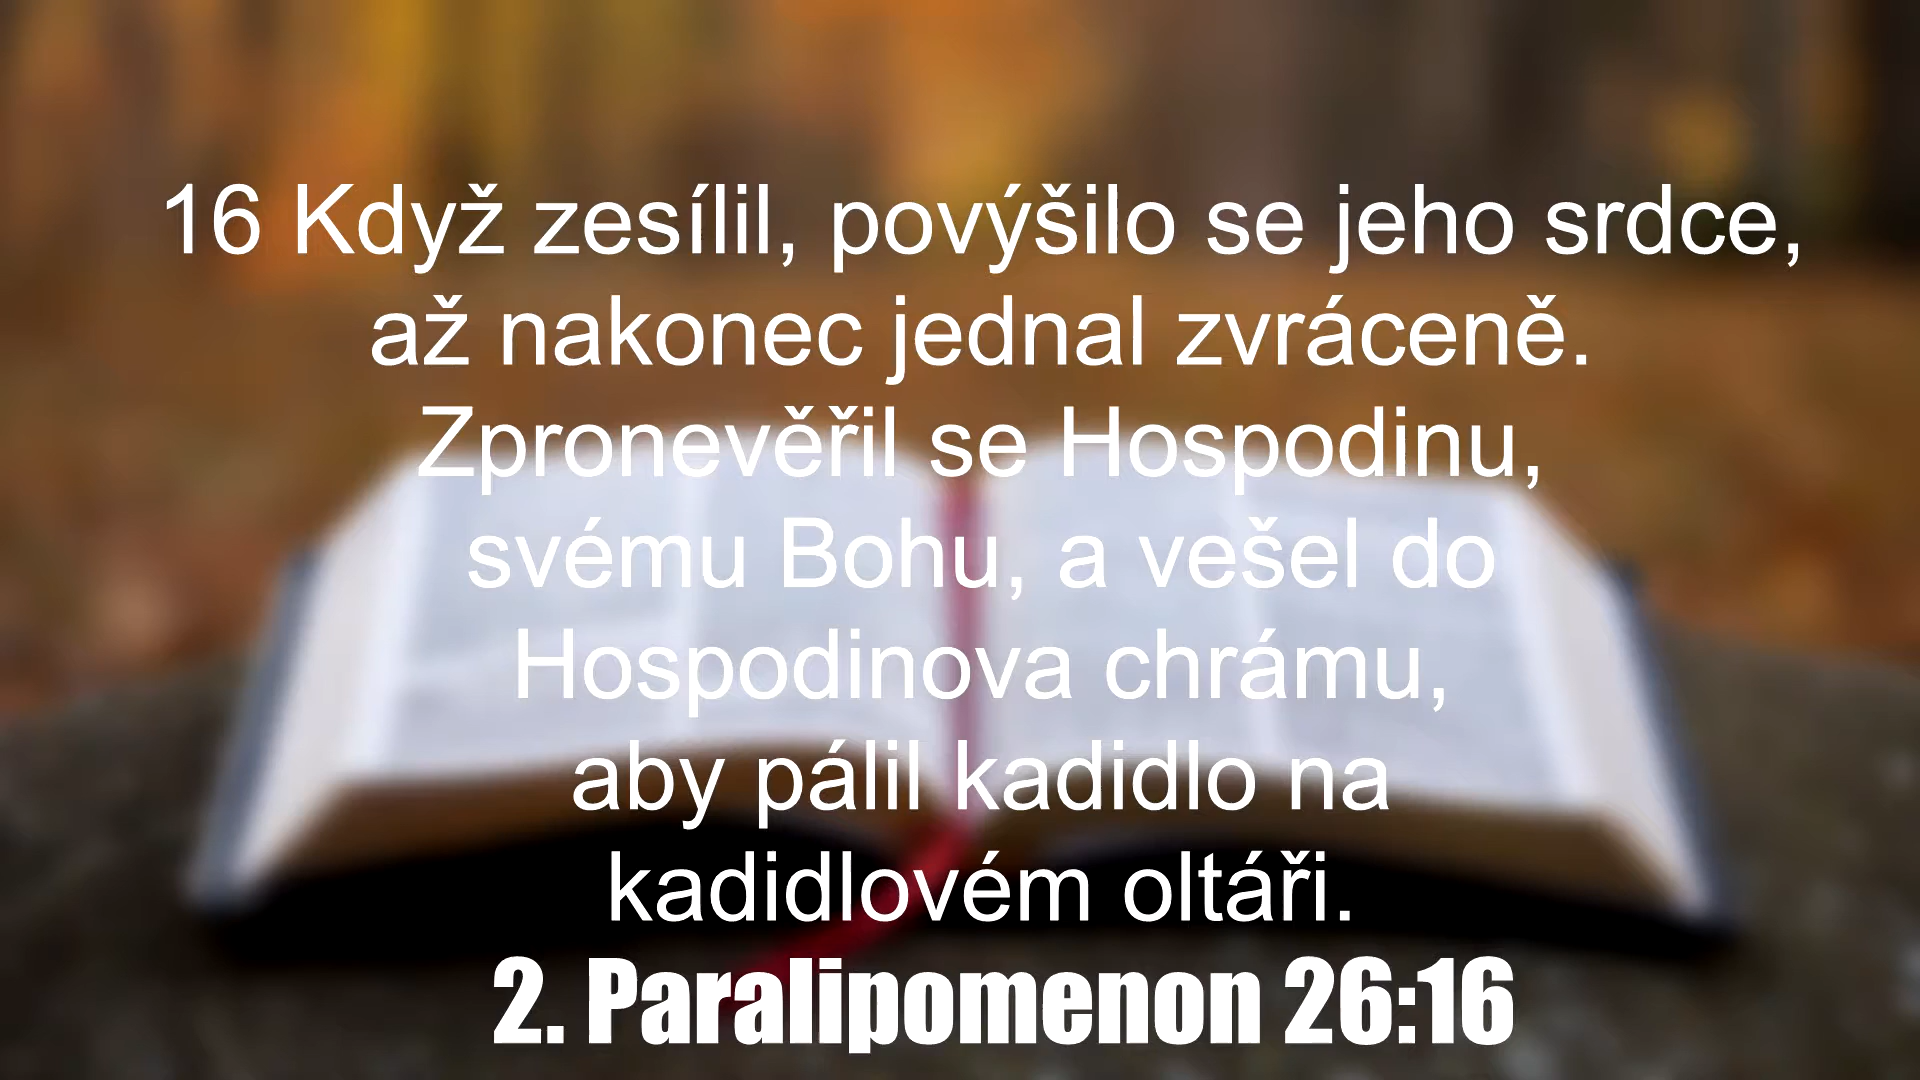 16 Když zesílil, povýšilo se jeho srdce,
až nakonec jednal zvráceně.
Zpronevěřil se Hospodinu,
svému Bohu, a vešel do
Hospodinova chrámu,
aby pálil kadidlo na
kadidlovém oltáři.
2. Paralipomenon 26:16